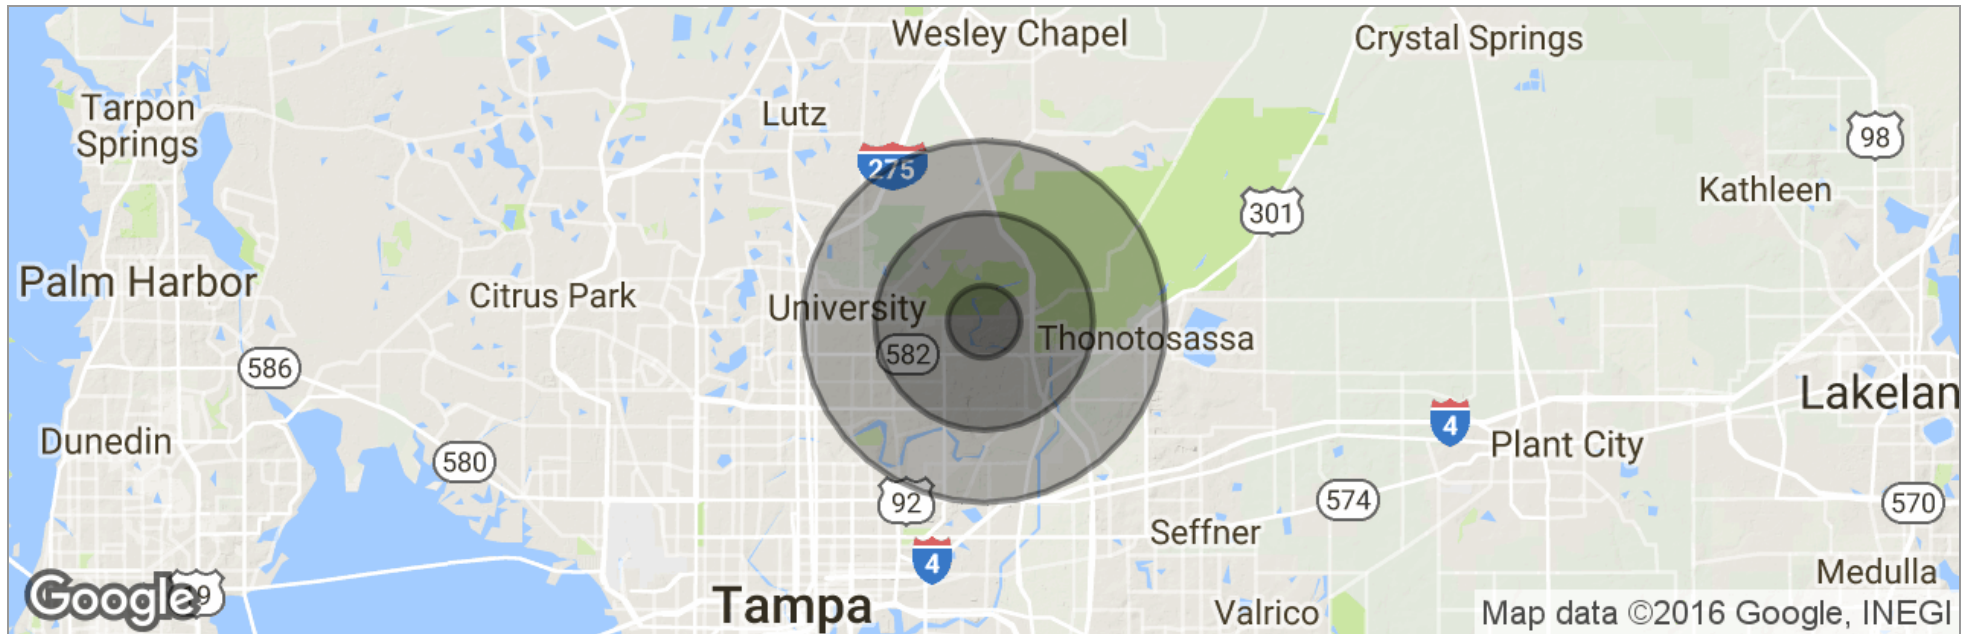 Wesley Chapel
Crystal Springs
Tarpon
Springs
Lutz
98
275
Kathleen
301
Palm Harbor
Citrus Park
University
Thonotosassa
582
586
Lakelan
4
Dunedin
Plant City
580
92
574
570
Seffner
4
Medulla
Google
9
Tampa
Valrico
Map data ©2016 Google, INEGI